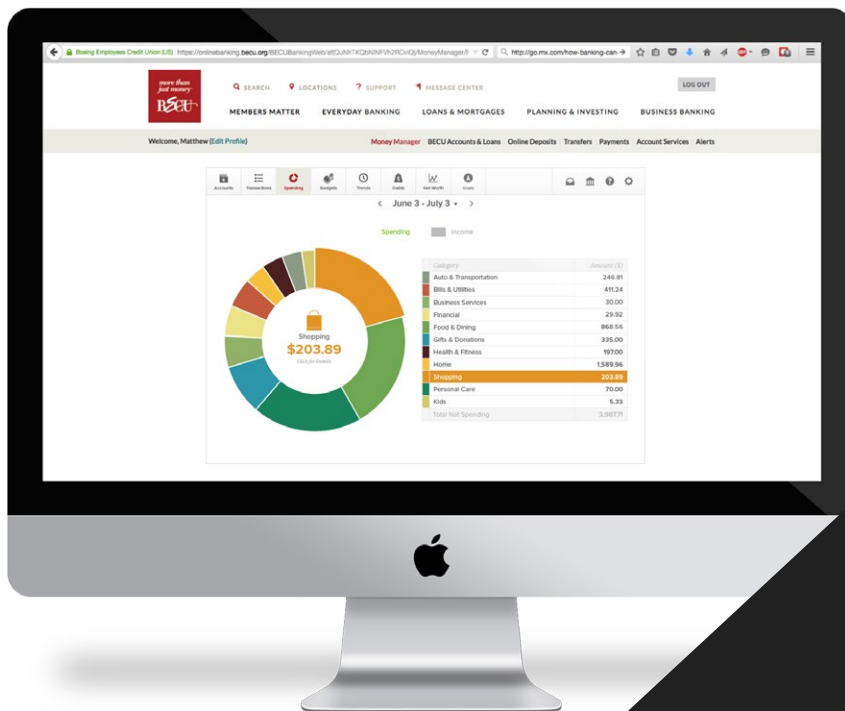 Boeing Employees Credit Union (US)
http://go.mx.com/how-banking-can-
more than
just money
BECU
SEARCH LOCATIONS SUPPORT MESSAGE CENTER
LOG OUT
MEMBERS MATTER EVERYDAY BANKING LOANS & MORTGAGES PLANNING & INVESTING BUSINESS BANKING
Welcome, Matthew (Edit Profile)
Money Manager BECU Accounts & Loans Online Deposits Transfers Payments Account Services Alerts
Accounts Transactions Spending Budgets Trends Debts Net Worth Goals
June 3 - July 3
Spending Income
Category Amount ($)
Auto & Transportation 246.81
Bills & Utilities 411.24
Business Services 30.00
Financial 29.92
Food & Dining 868.56
Gifts & Donations 335.00
Health & Fitness 197.00
Home 1,589.96
Shopping 203.89
Personal Care 70.00
Kids 5.33
Total Net Spending 3,987.71
Shopping
$203.89
Click for Details